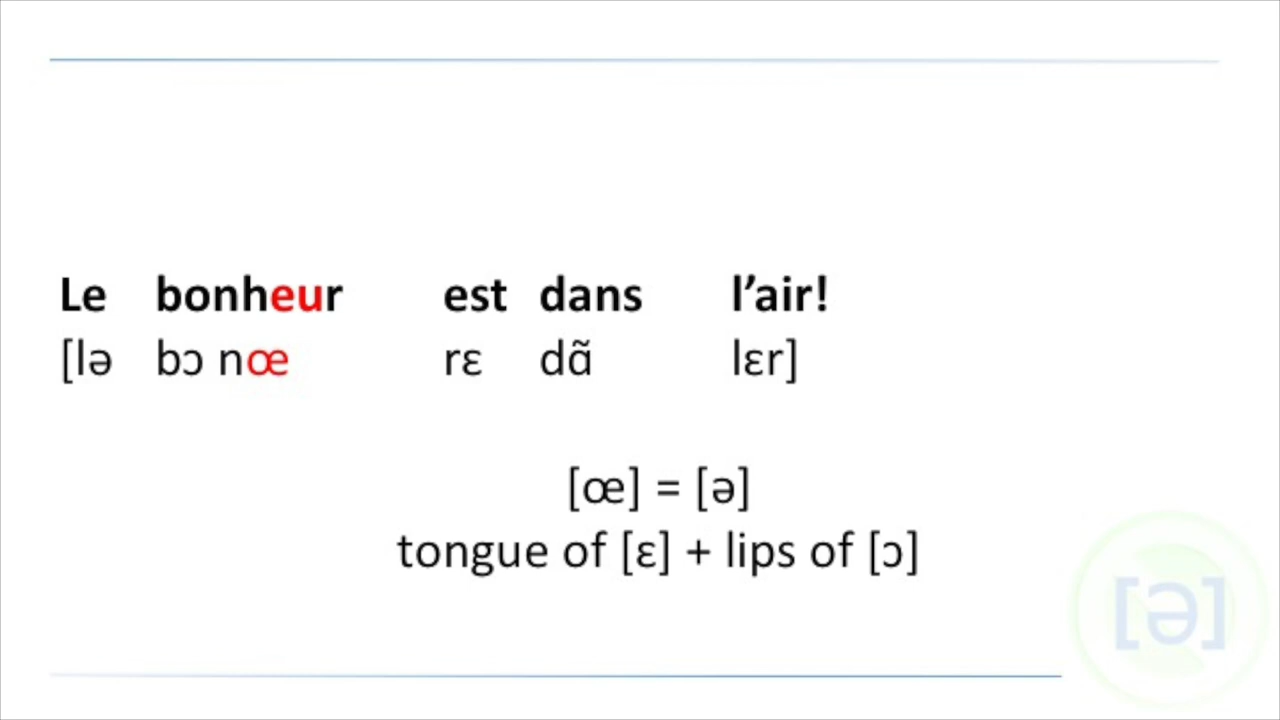 Le bonheur est dans l’air!
[lə bɔ nœ rɛ dɑ̃ lɛr]
[œ] = [ə]
tongue of [ɛ] + lips of [ɔ]
[ə]